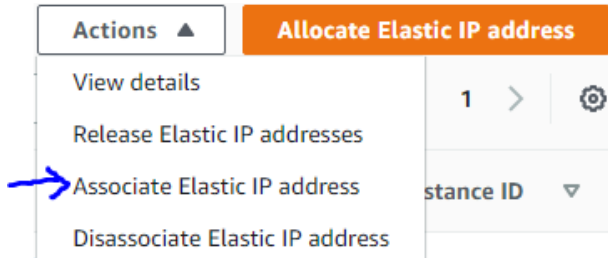 Actions ▲ Allocate Elastic IP address
View details
1
Release Elastic IP addresses
Associate Elastic IP address
stance ID
Disassociate Elastic IP address